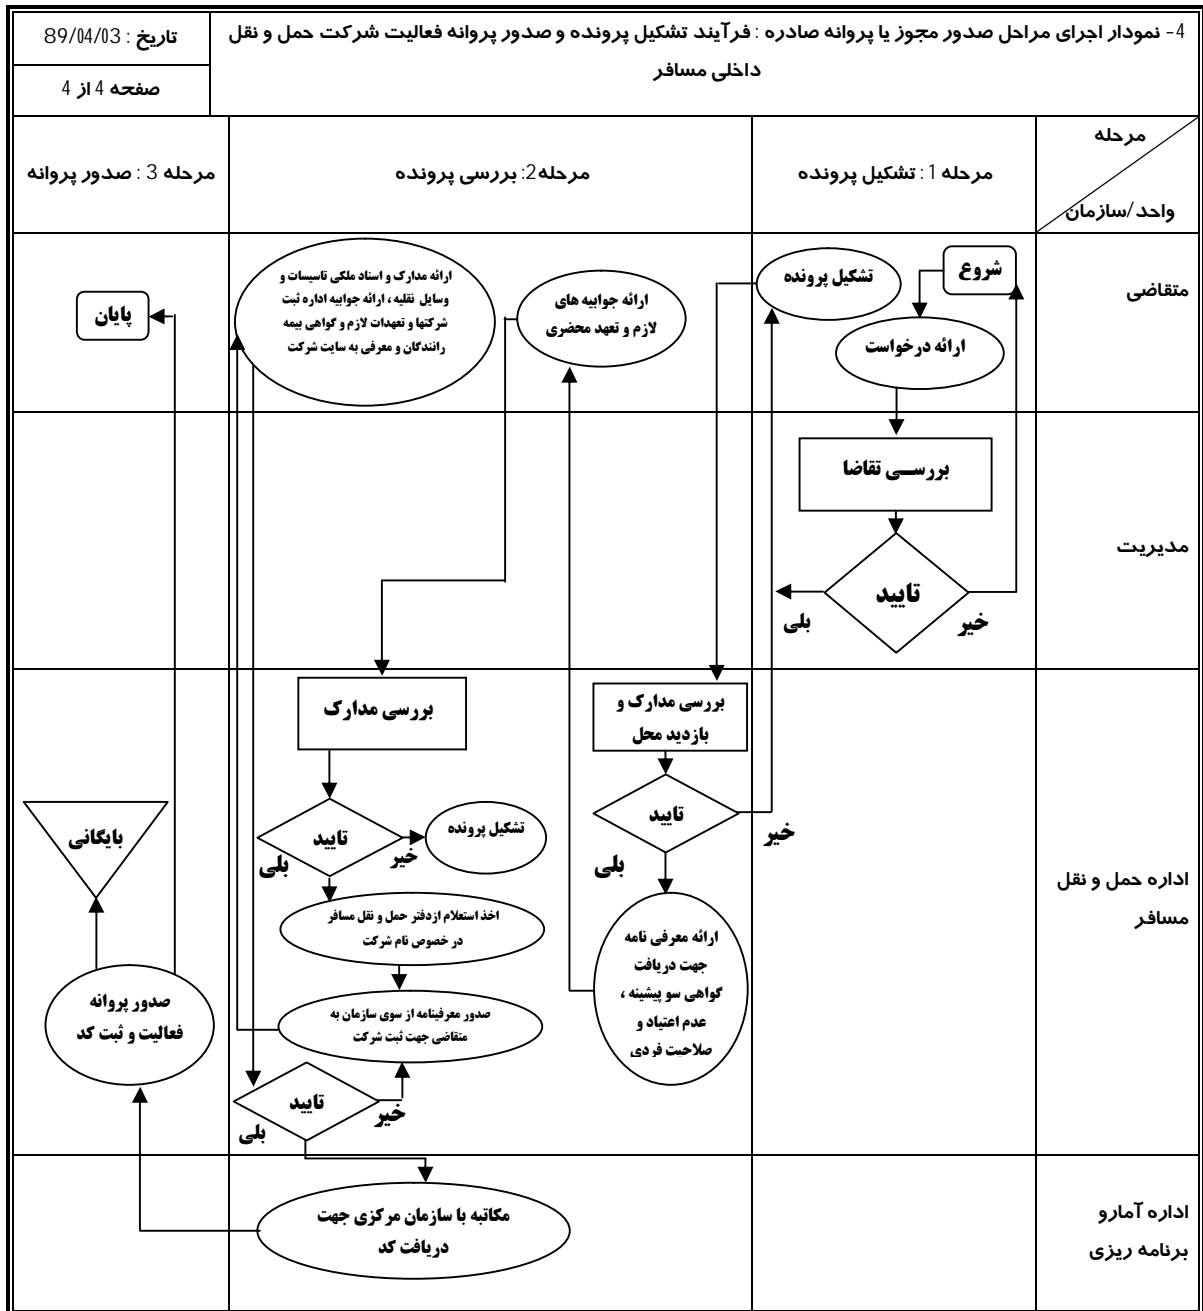 4- نمودار اجرای مراحل صدور مجوز یا پروانه صادره : فرآیند تشکیل پرونده و صدور پروانه فعالیت شرکت حمل و نقل
داخلی مسافر
تاریخ : 89/04/03
صفحه 4 از 4
مرحله
واحد/سازمان
مرحله 1 : تشکیل پرونده
مرحله2: بررسی پرونده
مرحله 3 : صدور پروانه
متقاضی
شروع
ارائه درخواست
تشکیل پرونده
ارائه جوابیه های
لازم و تعهد محضری
ارائه مدارک و اسناد ملکی تاسیسات و
وسایل نقلیه ، ارائه جوابیه اداره ثبت
شرکتها و تعهدات لازم و گواهی بیمه
رانندگان و معرفی به سایت شرکت
پایان
مدیریت
بررســی تقاضا
تایید
خیر
بلی
اداره حمل و نقل
مسافر
بررسی مدارک و
بازدید محل
تایید
خیر
بلی
ارائه معرفی نامه
جهت دریافت
گواهی سو پیشینه ،
عدم اعتیاد و
صلاحیت فردی
بررسی مدارک
تایید
خیر
بلی
تشکیل پرونده
اخذ استعلام ازدفتر حمل و نقل مسافر
در خصوص نام شرکت
صدور معرفینامه از سوی سازمان به
متقاضی جهت ثبت شرکت
تایید
خیر
بلی
بایگانی
صدور پروانه
فعالیت و ثبت کد
اداره آمارو
برنامه ریزی
مکاتبه با سازمان مرکزی جهت
دریافت کد